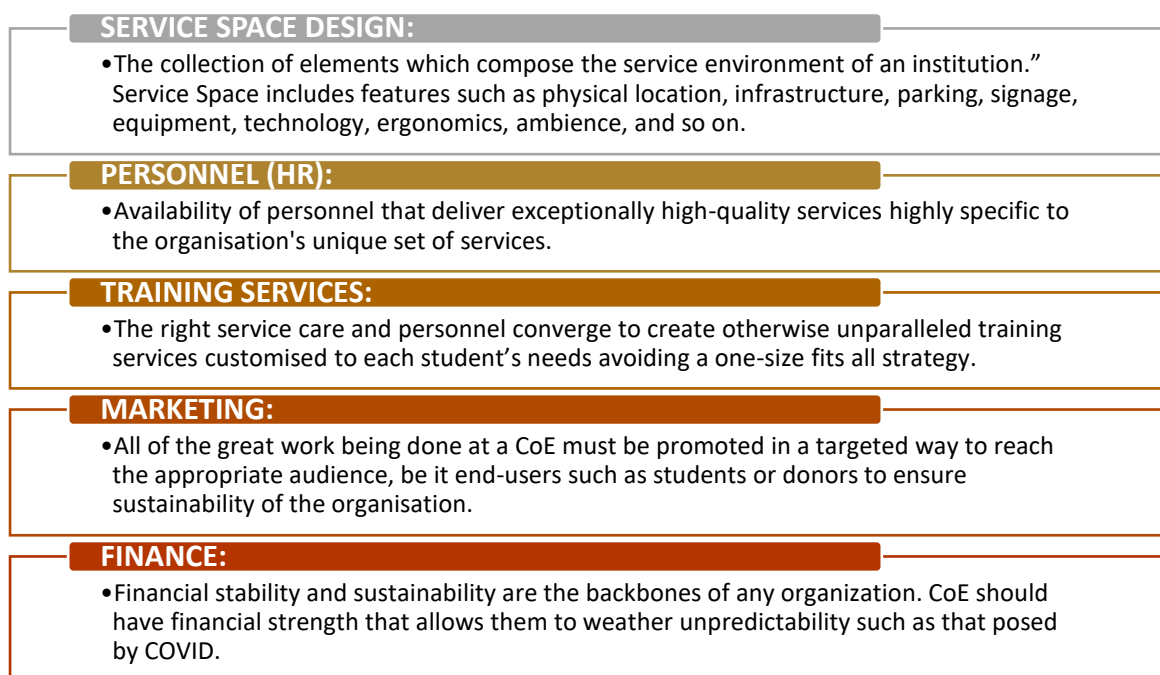 SERVICE SPACE DESIGN:
•The collection of elements which compose the service environment of an institution.”
Service Space includes features such as physical location, infrastructure, parking, signage,
equipment, technology, ergonomics, ambience, and so on.
PERSONNEL (HR):
•Availability of personnel that deliver exceptionally high-quality services highly specific to
the organisation's unique set of services.
TRAINING SERVICES:
•The right service care and personnel converge to create otherwise unparalleled training
services customised to each student’s needs avoiding a one-size fits all strategy.
MARKETING:
•All of the great work being done at a CoE must be promoted in a targeted way to reach
the appropriate audience, be it end-users such as students or donors to ensure
sustainability of the organisation.
FINANCE:
•Financial stability and sustainability are the backbones of any organization. CoE should
have financial strength that allows them to weather unpredictability such as that posed
by COVID.